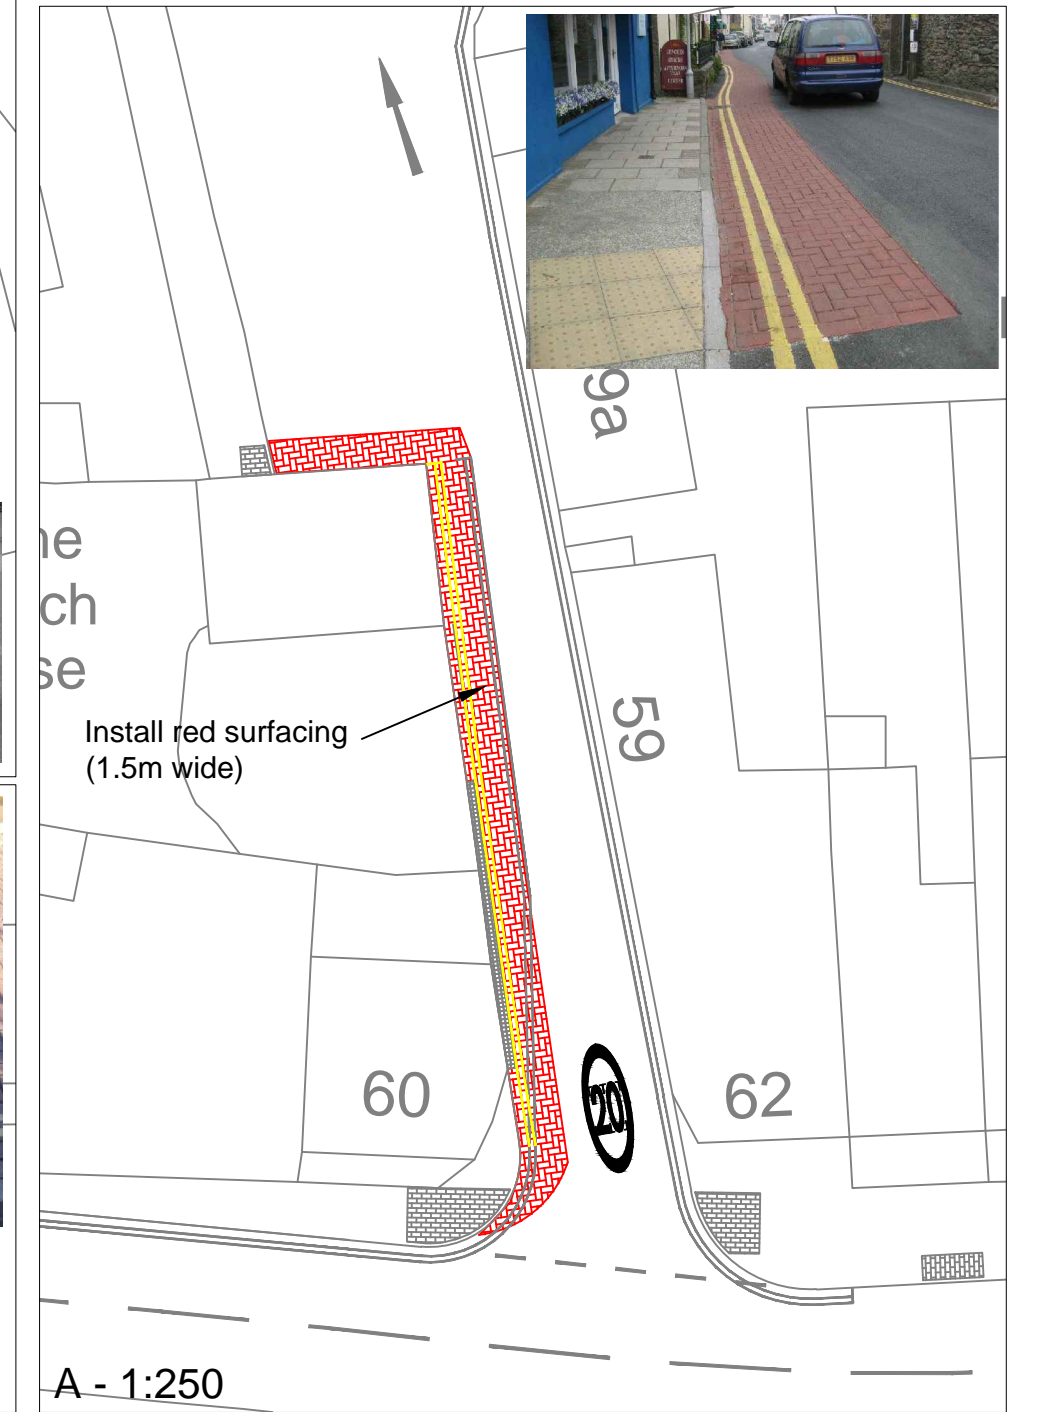 9a
ne
ch
se
Install red surfacing
(1.5m wide)
59
60
20
62
A - 1:250